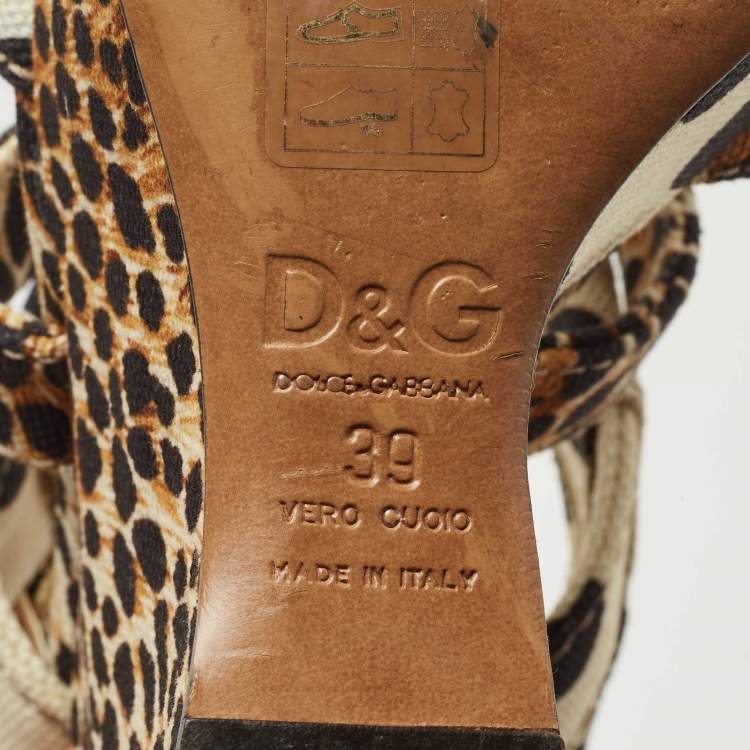 D&G
DOLCE & GABBANA
39
VERO CUOIO
MADE IN ITALY